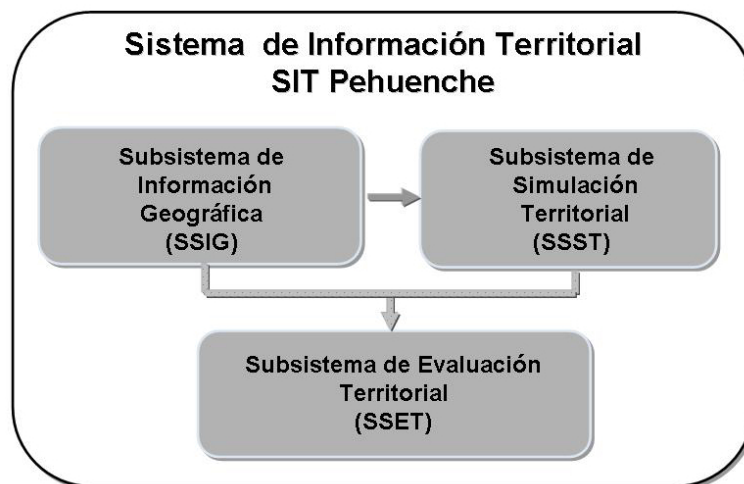 Sistema de Información Territorial
SIT Pehuenche
Subsistema de
Información
Geográfica
(SSIG)
Subsistema de
Simulación
Territorial
(SSST)
Subsistema de Evaluación
Territorial
(SSET)